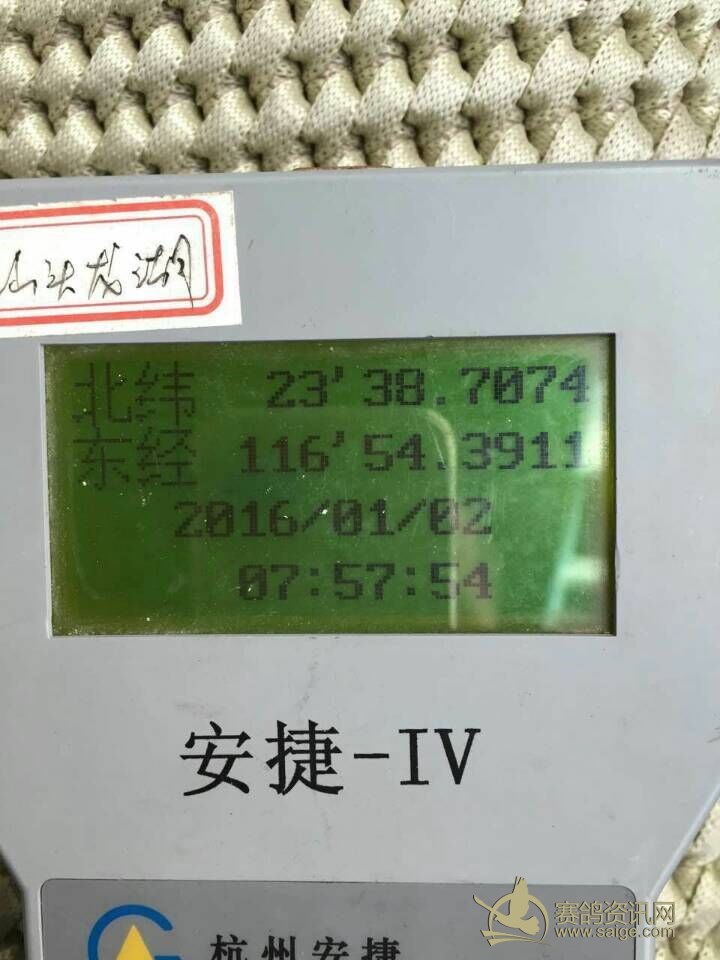 汕头龙湖
北纬 23'38.7074
东经 116'54.3911
2016/01/02
07:57:54
安捷-IV
杭州安捷
赛鸽资讯网
www.saige.com